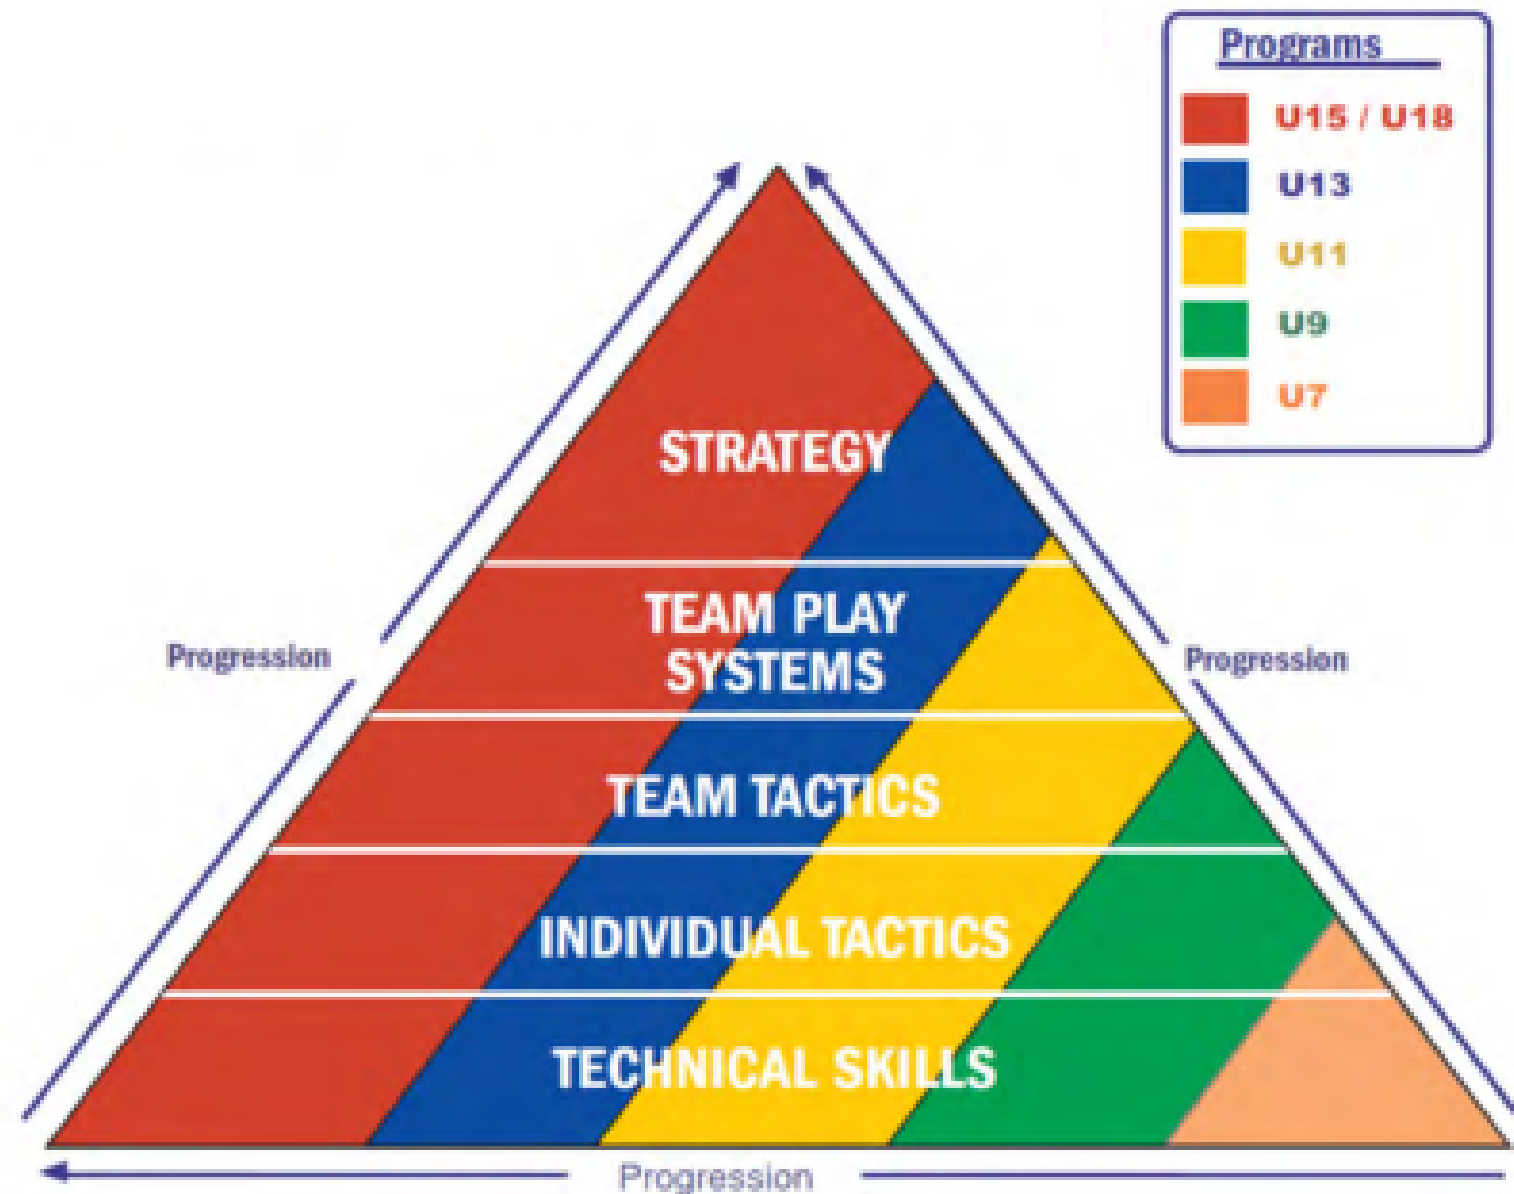 Programs
U15 / U18
U13
U11
U9
U7
STRATEGY
TEAM PLAY
SYSTEMS
Progression
Progression
TEAM TACTICS
INDIVIDUAL TACTICS
TECHNICAL SKILLS
Progression